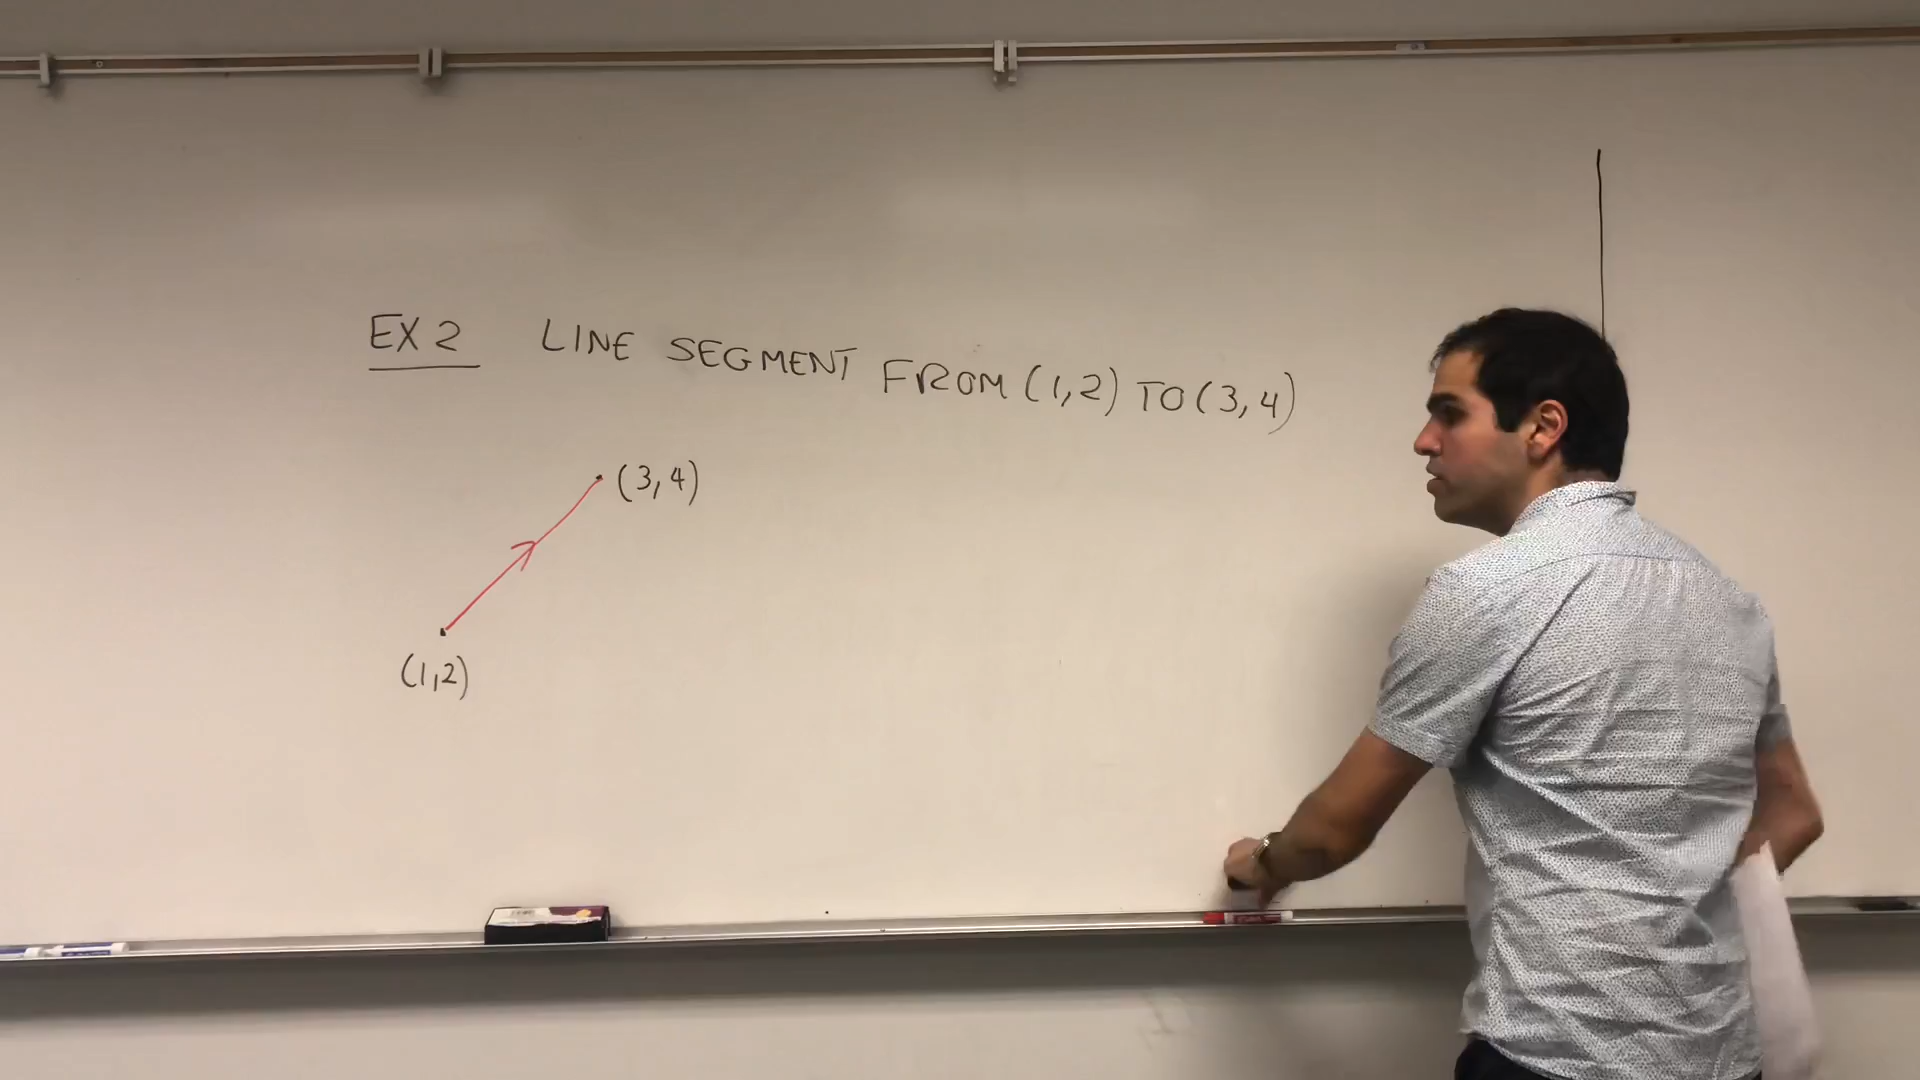 EX 2 LINE SEGMENT FROM (1,2) TO (3,4)
(3,4)
(1,2)